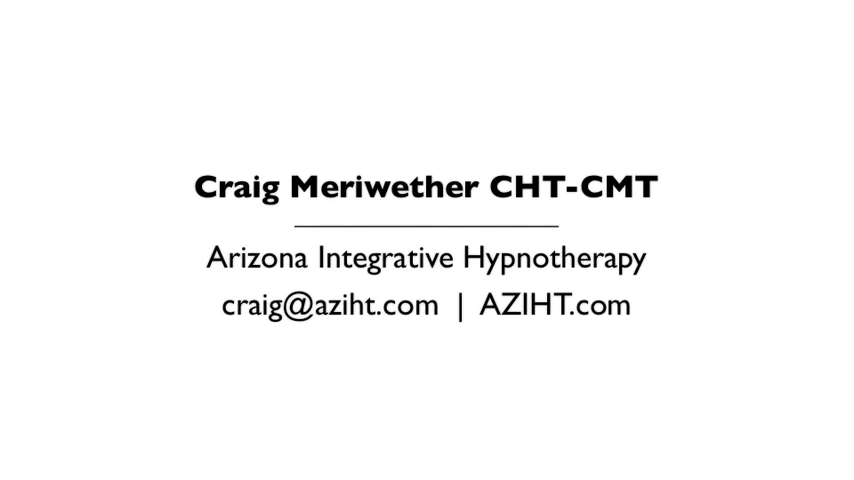 Craig Meriwether CHT-CMT
Arizona Integrative Hypnotherapy
craig@aziht.com | AZIHT.com